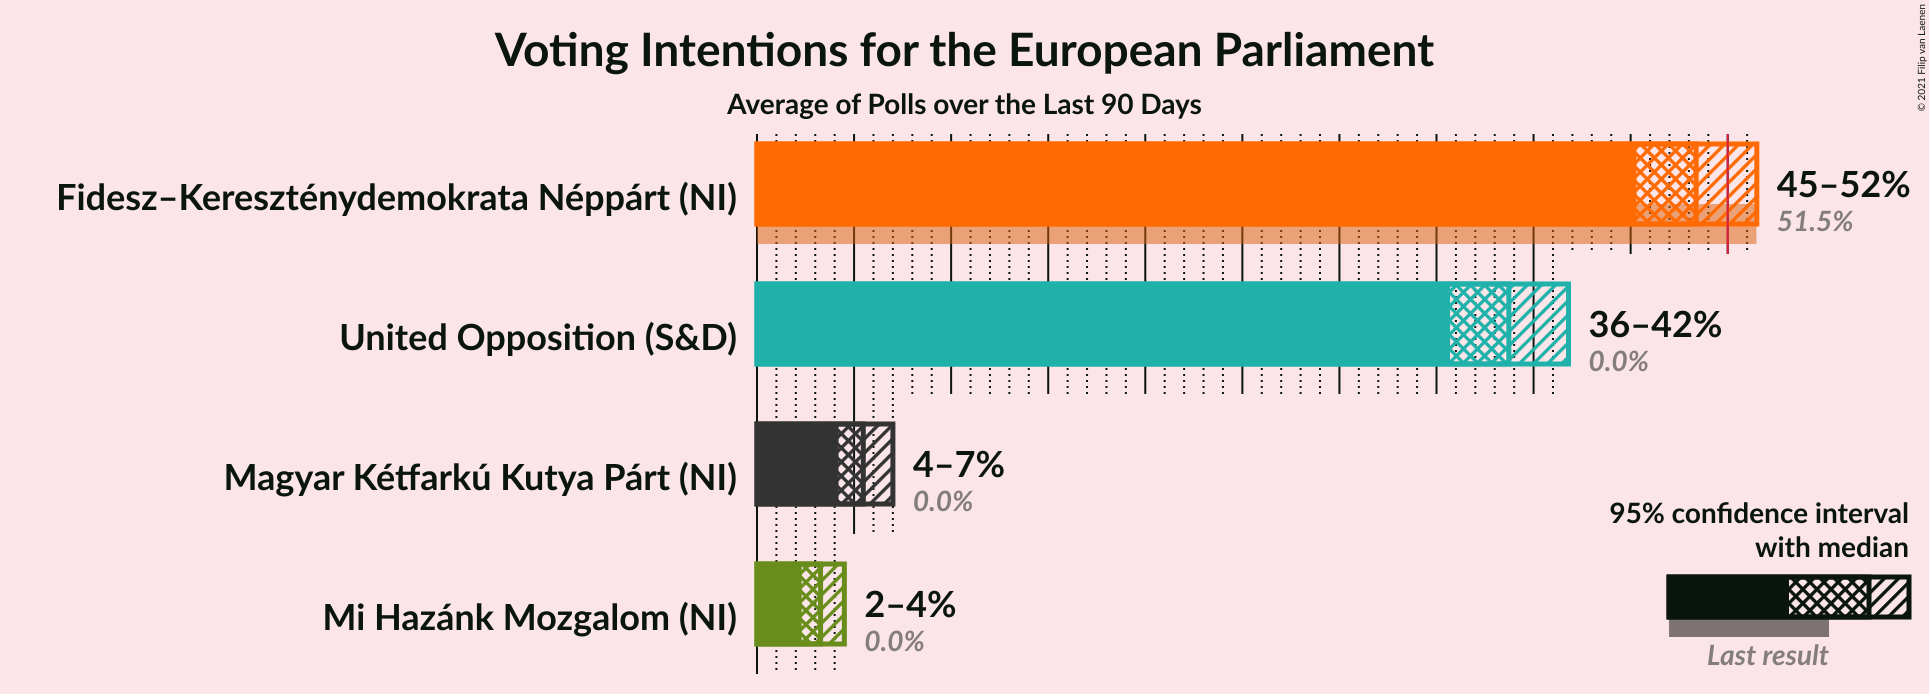 Voting Intentions for the European Parliament
Average of Polls over the Last 90 Days
© 2021 Filip van Laenen
Fidesz–Kereszténydemokrata Néppárt (NI)
45–52%
51.5%
United Opposition (S&D)
36–42%
0.0%
Magyar Kétfarkú Kutya Párt (NI)
4–7%
0.0%
Mi Hazánk Mozgalom (NI)
2–4%
0.0%
95% confidence interval
with median
Last result